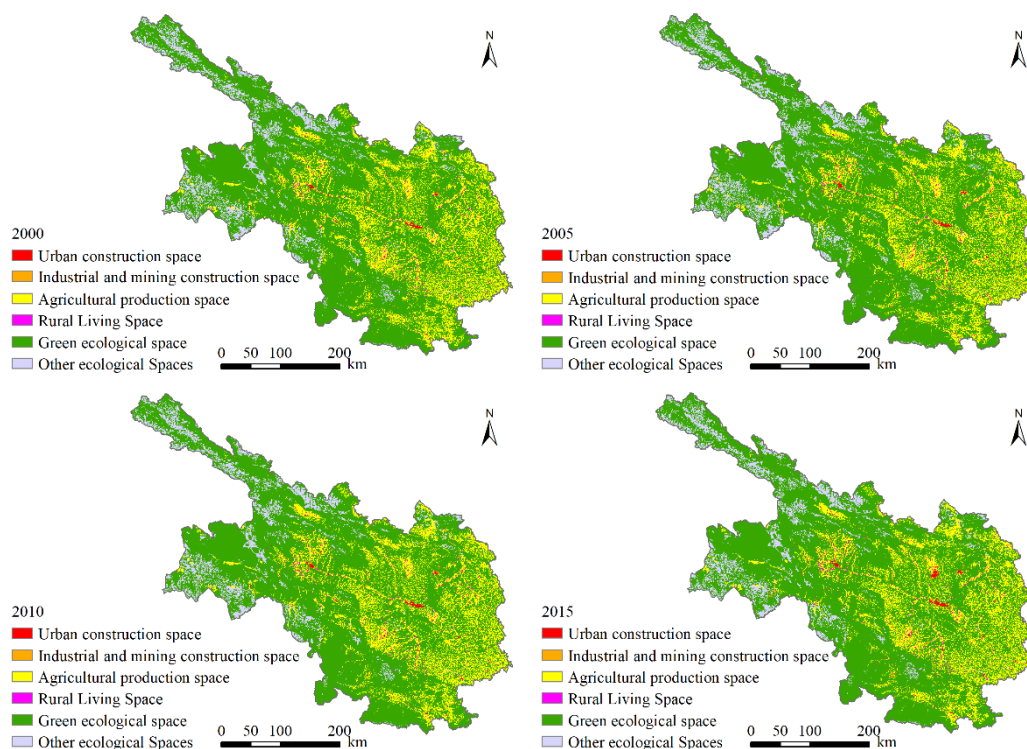 N
2000
Urban construction space
Industrial and mining construction space
Agricultural production space
Rural Living Space
Green ecological space
Other ecological Spaces
0 50 100 200
km
N
2005
Urban construction space
Industrial and mining construction space
Agricultural production space
Rural Living Space
Green ecological space
Other ecological Spaces
0 50 100 200
km
N
2010
Urban construction space
Industrial and mining construction space
Agricultural production space
Rural Living Space
Green ecological space
Other ecological Spaces
0 50 100 200
km
N
2015
Urban construction space
Industrial and mining construction space
Agricultural production space
Rural Living Space
Green ecological space
Other ecological Spaces
0 50 100 200
km